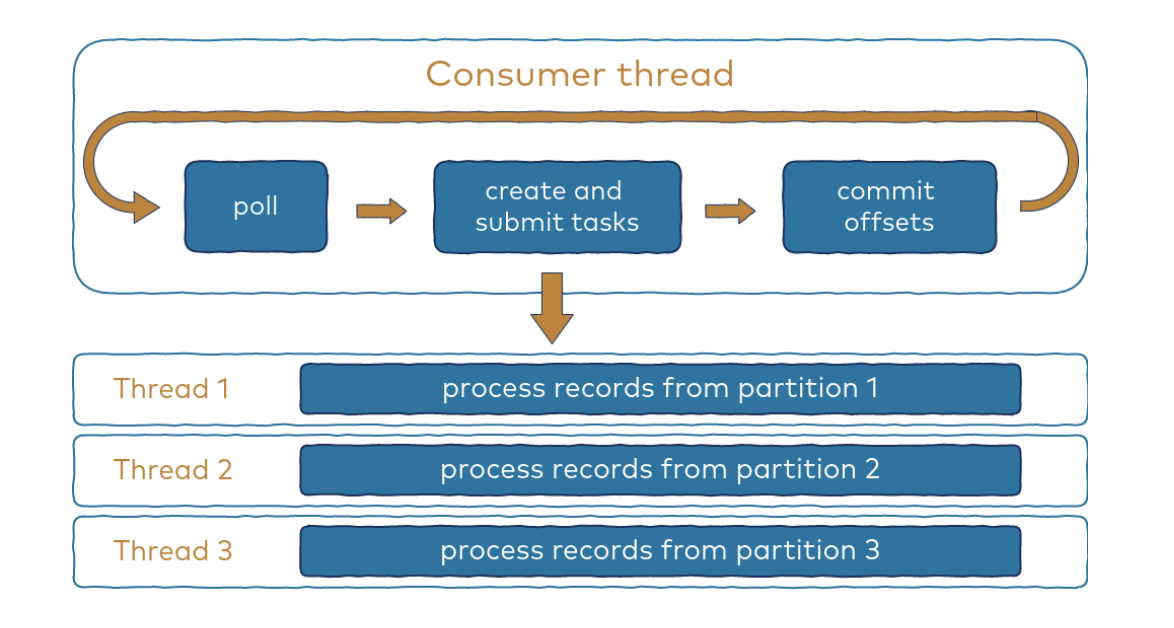 Consumer thread
poll
create and
submit tasks
commit
offsets
Thread 1
process records from partition 1
Thread 2
process records from partition 2
Thread 3
process records from partition 3